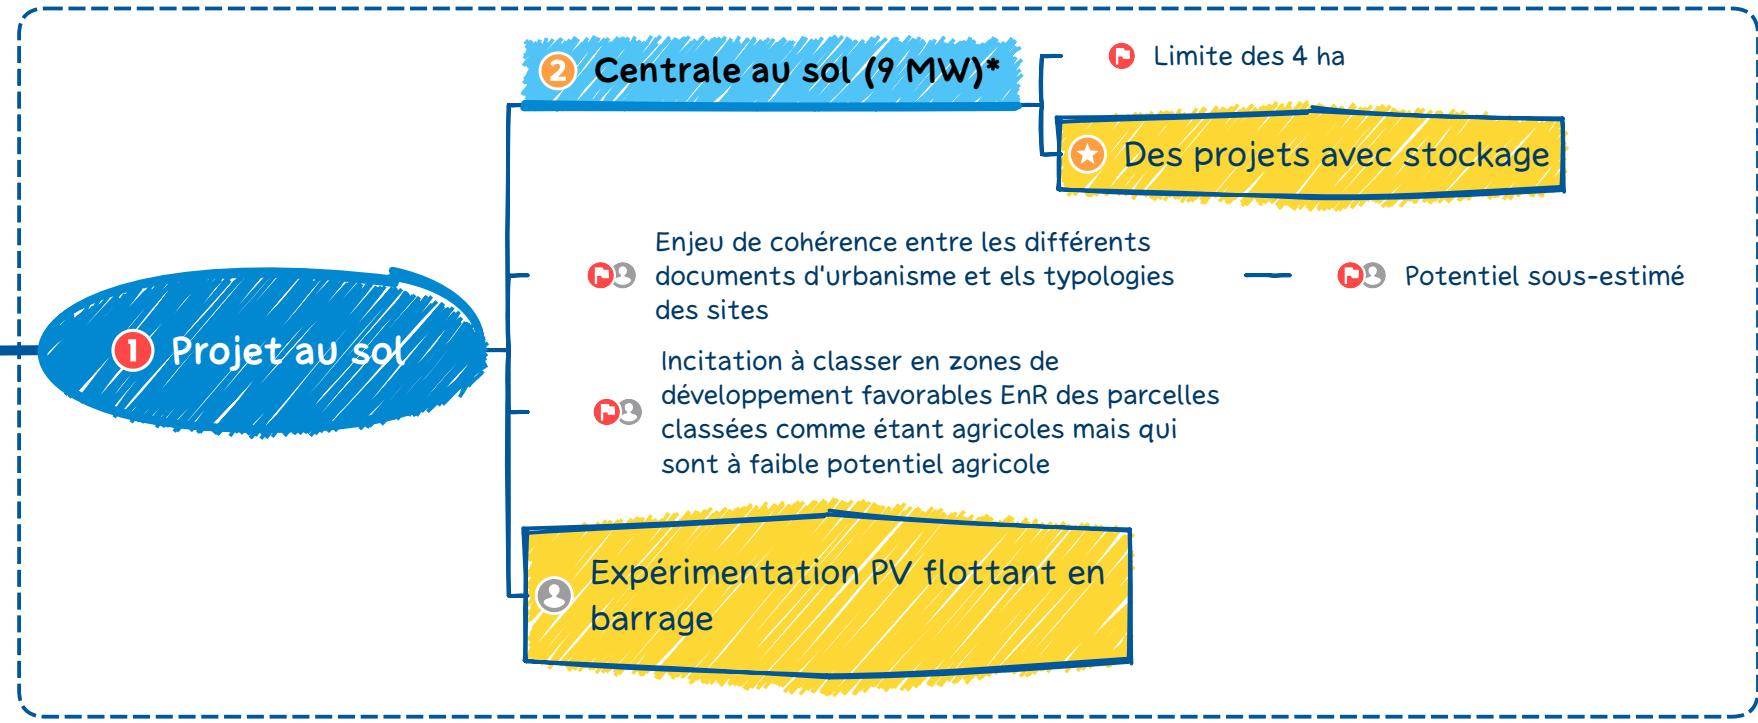 1 Projet au sol
2 Centrale au sol (9 MW)*
Limite des 4 ha
Des projets avec stockage
Enjeu de cohérence entre les différents
documents d'urbanisme et els typologies
des sites
Potentiel sous-estimé
Incitation à classer en zones de
développement favorables EnR des parcelles
classées comme étant agricoles mais qui
sont à faible potentiel agricole
Expérimentation PV flottant en
barrage